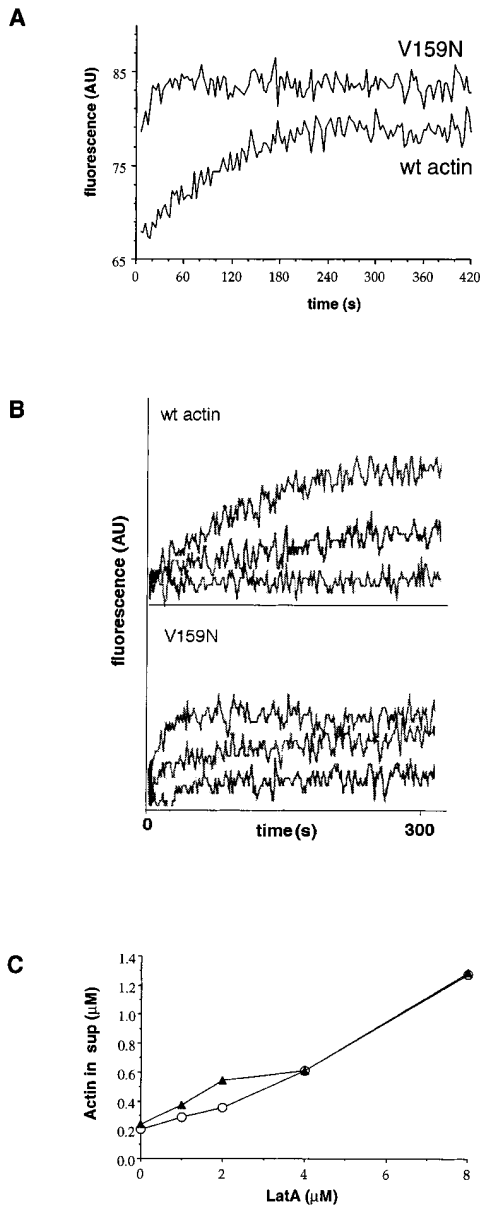 A
fluorescence (AU)
85
75
65
V159N
wt actin
0 60 120 180 240 300 360 420
time (s)
B
wt actin
fluorescence (AU)
V159N
0 300
time(s)
C
Actin in sup (μM)
1.4
1.2
1.0
0.8
0.6
0.4
0.2
0.0
0 2 4 6 8
LatA (μM)